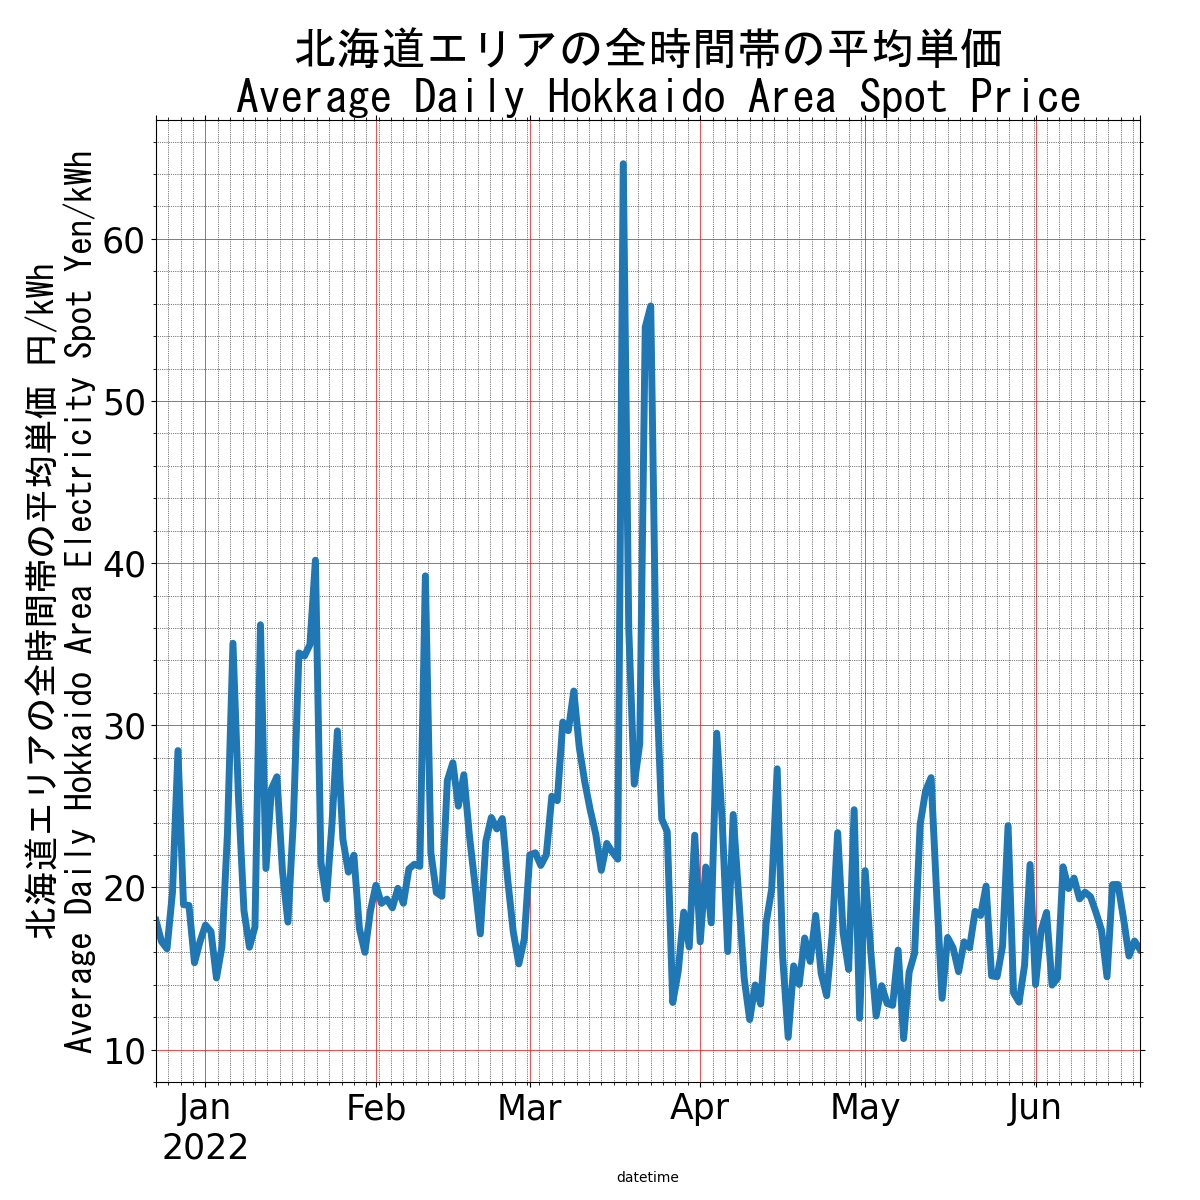 北海道エリアの全時間帯の平均単価
Average Daily Hokkaido Area Spot Price
北海道エリアの全時間帯の平均単価 円/kWh
Average Daily Hokkaido Area Electricity Spot Yen/kWh
60
50
40
30
20
10
Jan
2022
Feb
Mar
Apr
May
Jun
datetime